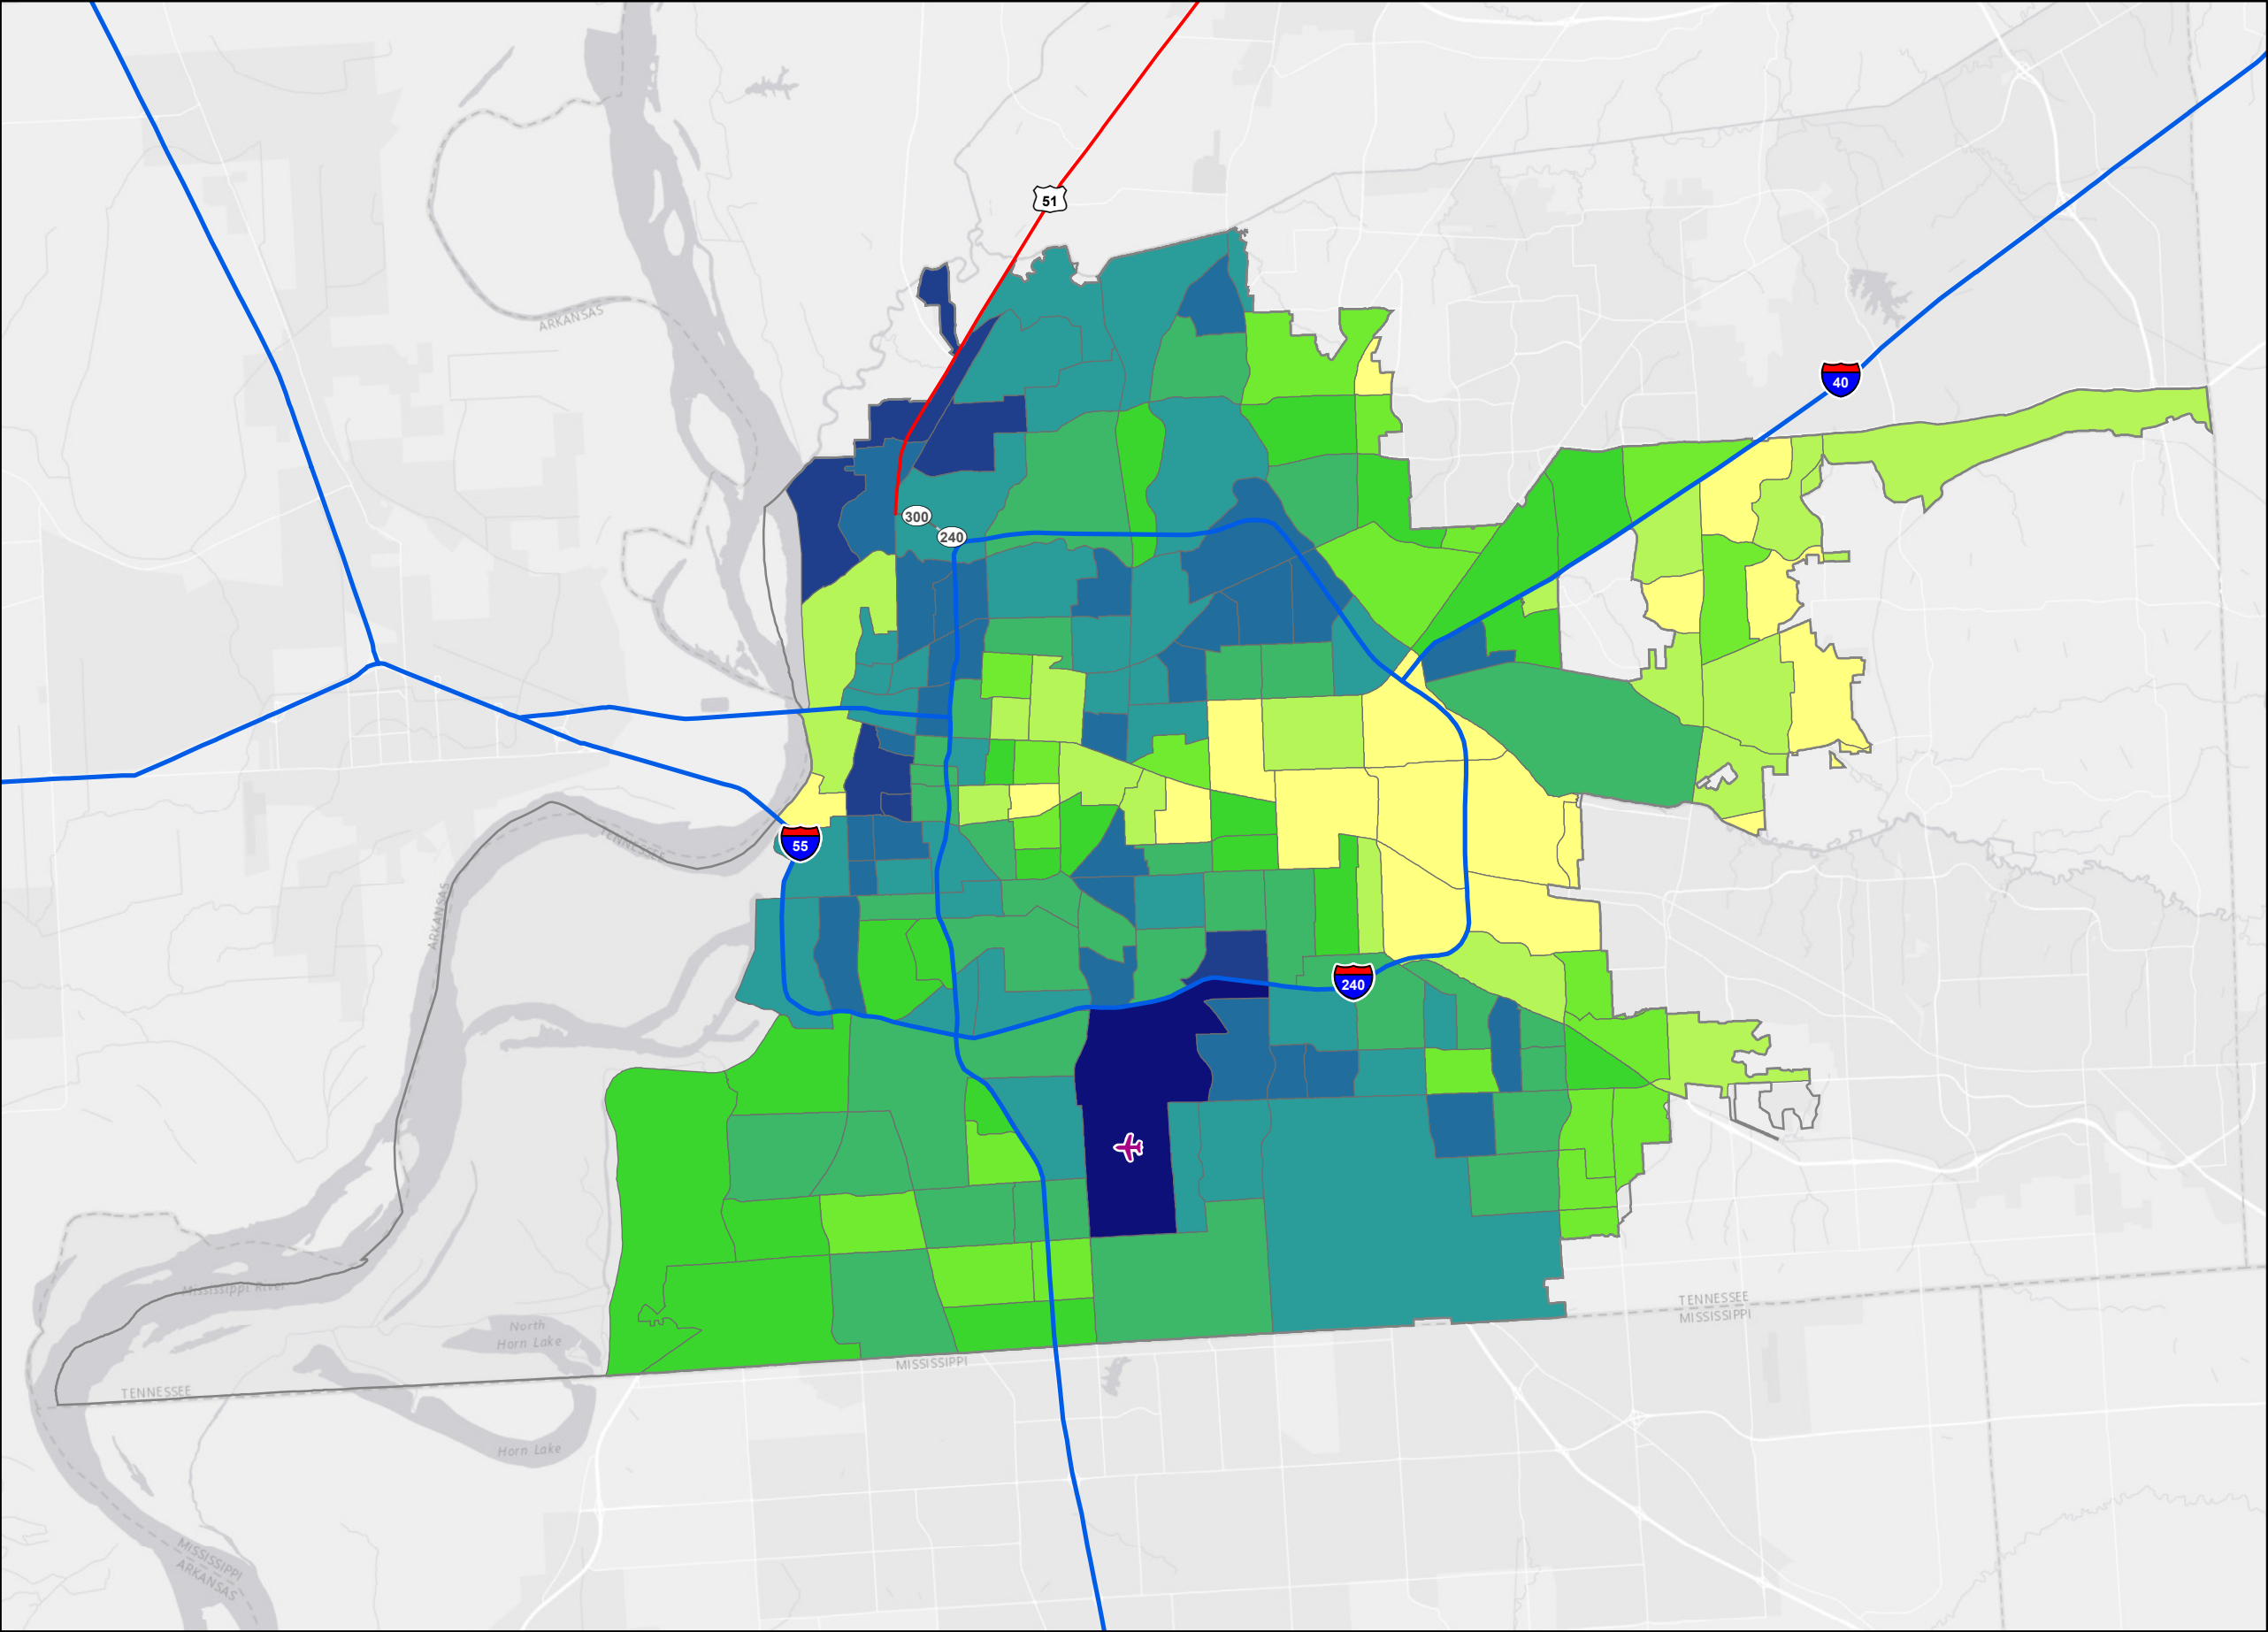 51
ARKANSAS
40
300
240
55
TENNESSEE
ARKANSAS
240
Mississippi River
TENNESSEE
MISSISSIPPI
North
Horn Lake
MISSISSIPPI
TENNESSEE
Horn Lake
MISSISSIPPI
ARKANSAS